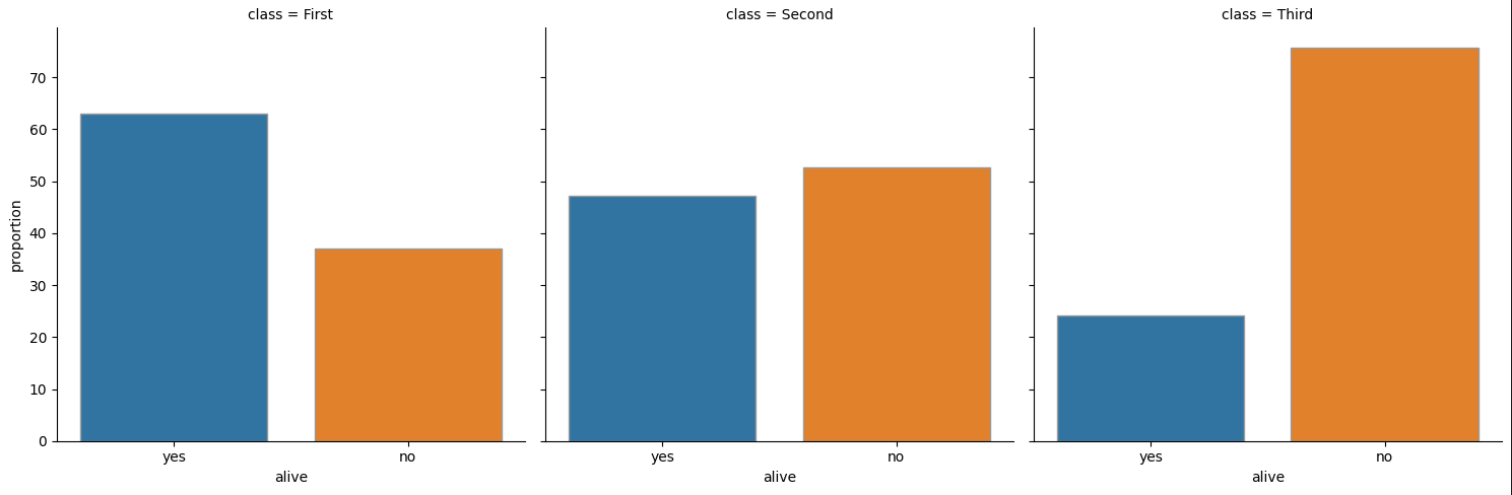 class = First
class = Second
class = Third
proportion
70
60
50
40
30
20
10
0
yes no
yes no
yes no
alive
alive
alive